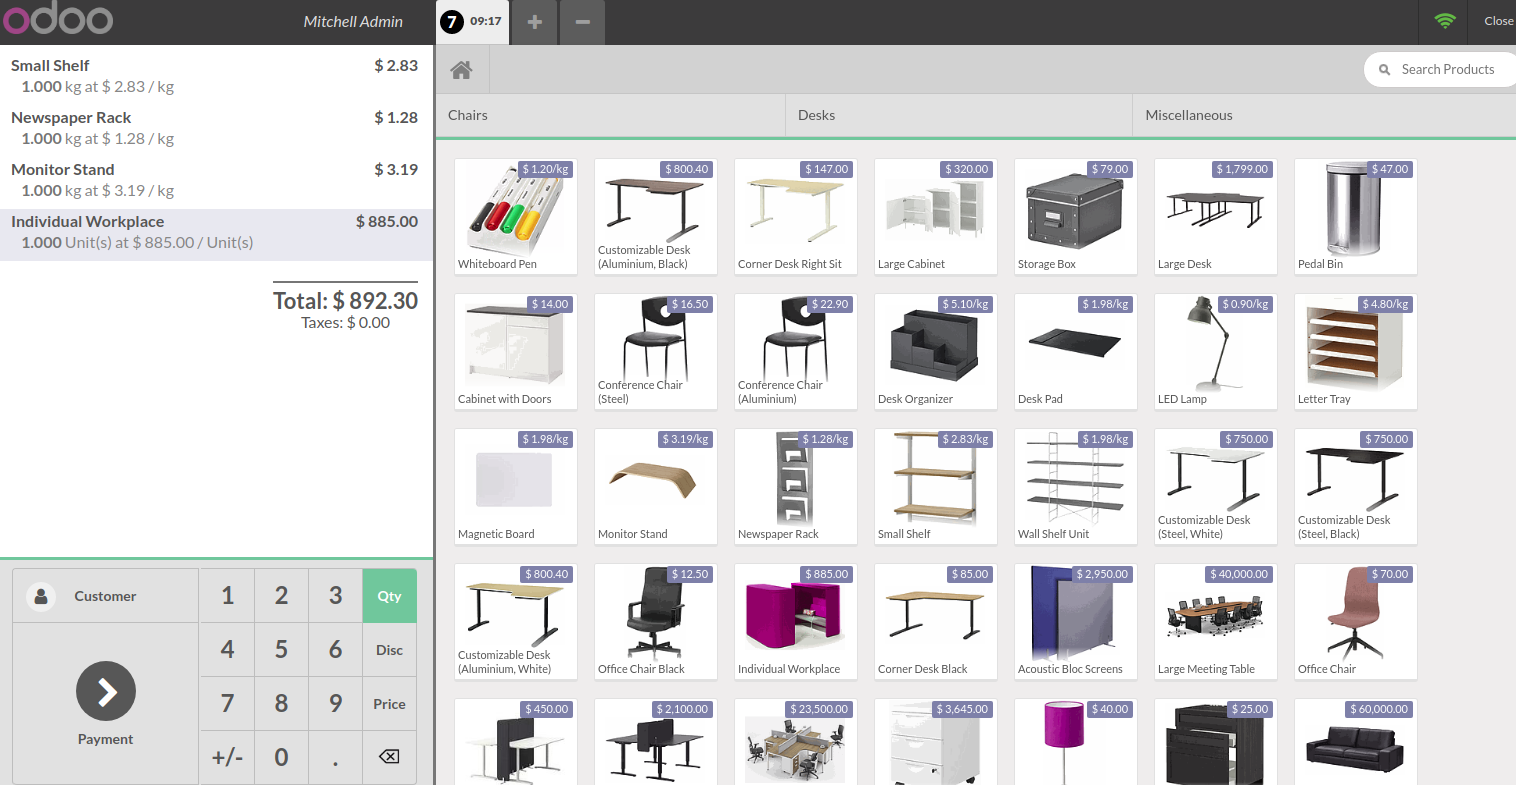 odoo
Mitchell Admin
7 09:17
Close
Search Products
Chairs
Desks
Miscellaneous
Small Shelf $ 2.83
1.000 kg at $ 2.83 / kg
Newspaper Rack $ 1.28
1.000 kg at $ 1.28 / kg
Monitor Stand $ 3.19
1.000 kg at $ 3.19 / kg
Individual Workplace $ 885.00
1.000 Unit(s) at $ 885.00 / Unit(s)
Total: $ 892.30
Taxes: $ 0.00
Customer
Payment
1 2 3 Qty
4 5 6 Disc
7 8 9 Price
+/- 0 .
$ 1.20/kg
Whiteboard Pen
$ 800.40
Customizable Desk
(Aluminium, Black)
$ 147.00
Corner Desk Right Sit
$ 320.00
Large Cabinet
$ 79.00
Storage Box
$ 1,799.00
Large Desk
$ 47.00
Pedal Bin
$ 14.00
Cabinet with Doors
$ 16.50
Conference Chair
(Steel)
$ 22.90
Conference Chair
(Aluminium)
$ 5.10/kg
Desk Organizer
$ 1.98/kg
Desk Pad
$ 0.90/kg
LED Lamp
$ 4.80/kg
Letter Tray
$ 1.98/kg
Magnetic Board
$ 3.19/kg
Monitor Stand
$ 1.28/kg
Newspaper Rack
$ 2.83/kg
Small Shelf
$ 1.98/kg
Wall Shelf Unit
$ 750.00
Customizable Desk
(Steel, White)
$ 750.00
Customizable Desk
(Steel, Black)
$ 800.40
Customizable Desk
(Aluminium, White)
$ 12.50
Office Chair Black
$ 885.00
Individual Workplace
$ 85.00
Corner Desk Black
$ 2,950.00
Acoustic Bloc Screens
$ 40,000.00
Large Meeting Table
$ 70.00
Office Chair
$ 450.00
$ 2,100.00
$ 23,500.00
$ 3,645.00
$ 40.00
$ 25.00
$ 60,000.00